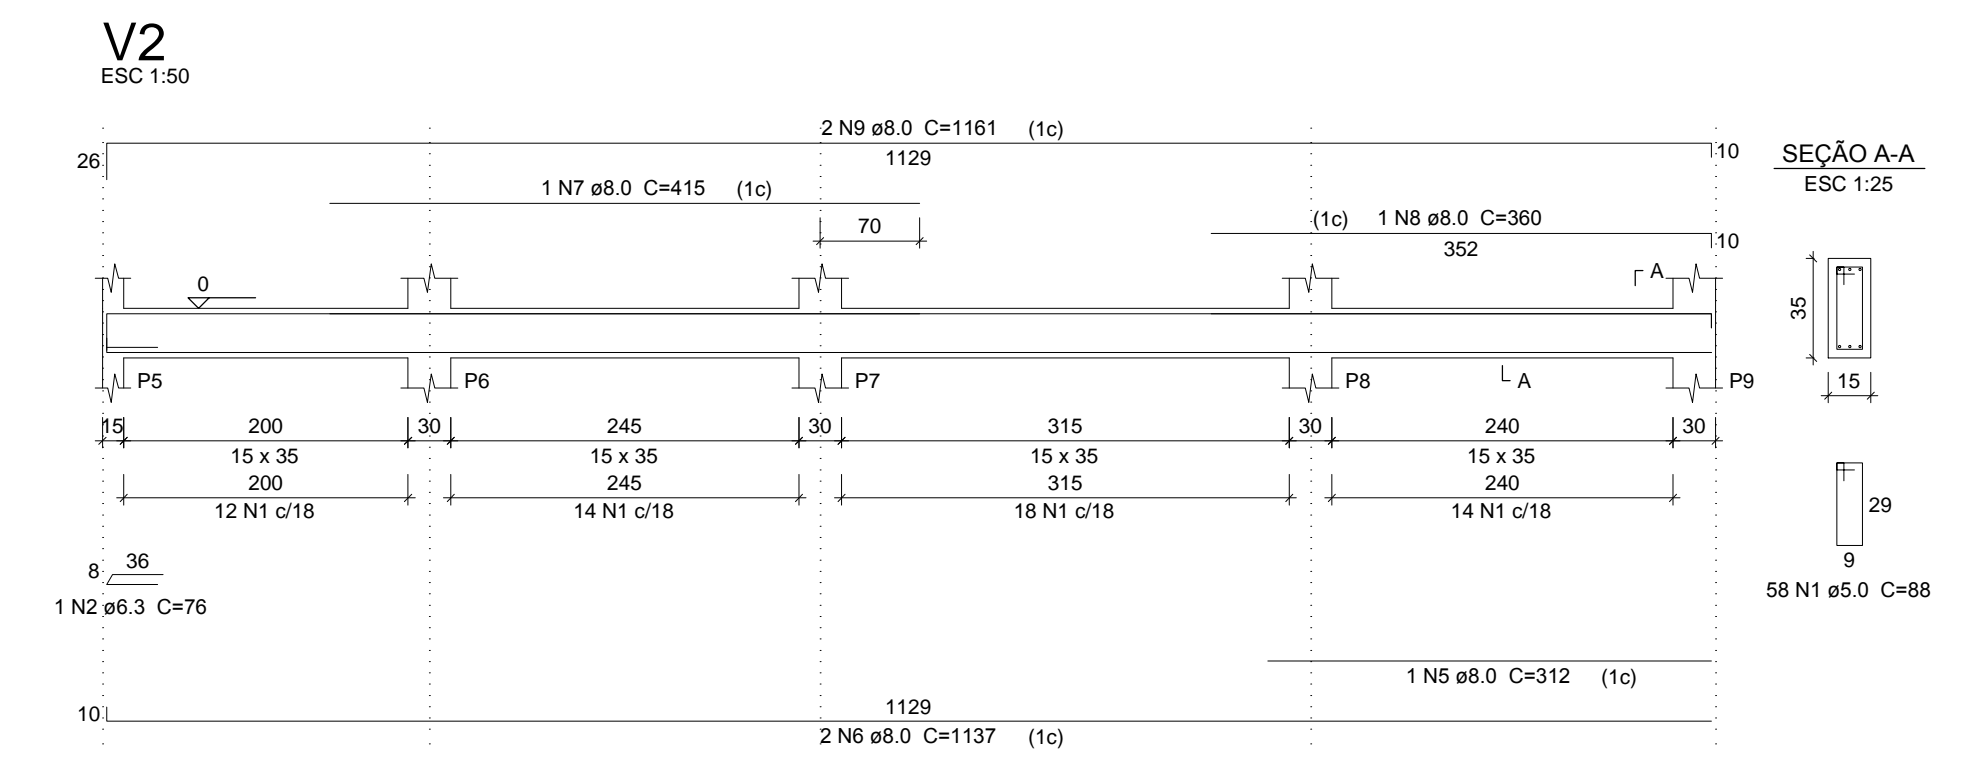 V2
ESC 1:50
2 N9 ø8.0 C=1161 (1c)
26
1129
10
SEÇÃO A-A
ESC 1:25
1 N7 ø8.0 C=415 (1c)
70
(1c) 1 N8 ø8.0 C=360
352
10
0
A
35
P5
P6
P7
P8
A
P9
15
15
200
30
245
30
315
30
240
30
15 x 35
15 x 35
15 x 35
15 x 35
200
245
315
240
12 N1 c/18
14 N1 c/18
18 N1 c/18
14 N1 c/18
29
9
58 N1 ø5.0 C=88
8
36
1 N2 ø6.3 C=76
1 N5 ø8.0 C=312 (1c)
10
1129
2 N6 ø8.0 C=1137 (1c)